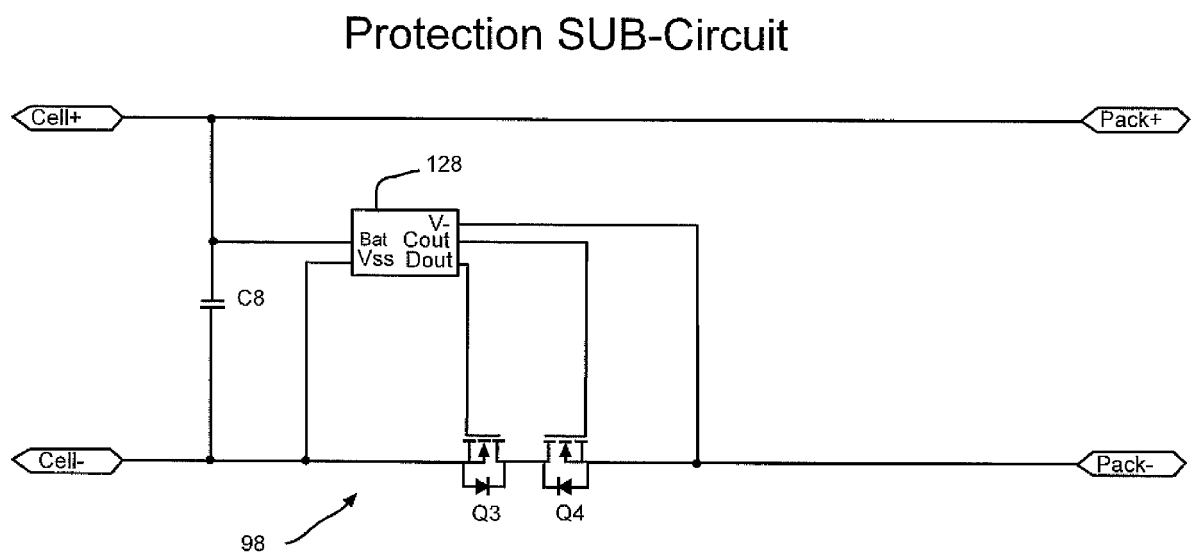 Protection SUB-Circuit
Cell+
Pack+
128
V-
Bat Cout
Vss Dout
C8
Cell-
Pack-
Q3
Q4
98